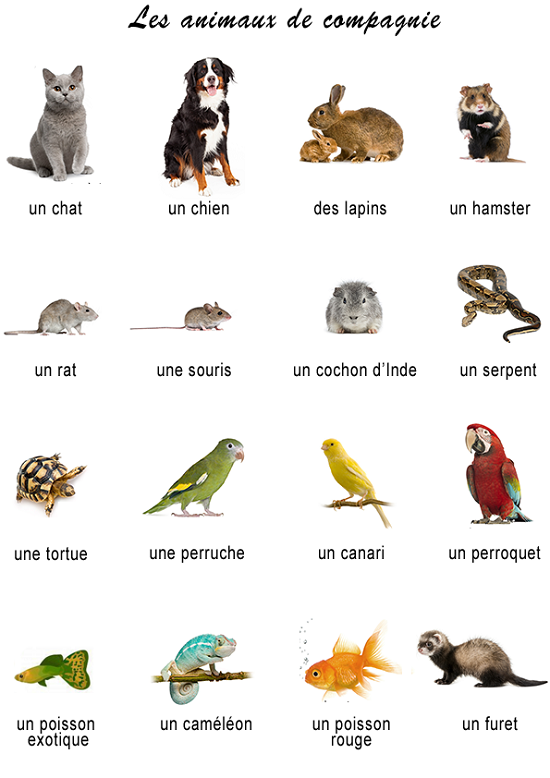 Les animaux de compagnie
un chat
un chien
des lapins
un hamster
un rat
une souris
un cochon d'Inde
un serpent
une tortue
une perruche
un canari
un perroquet
un poisson
exotique
un caméléon
un poisson
rouge
un furet